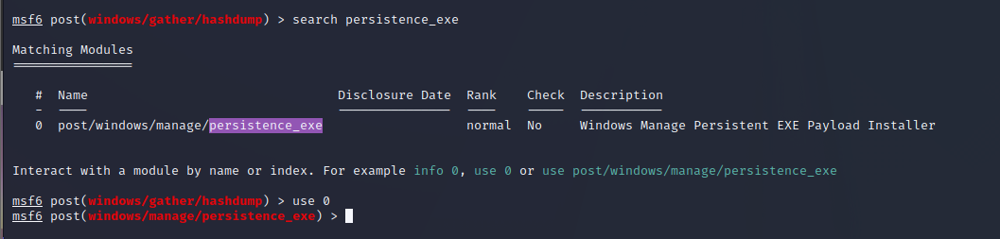 msf6 post(windows/gather/hashdump) > search persistence_exe
Matching Modules
================
#  Name                                Disclosure Date  Rank    Check  Description
-  ----                                ---------------  ----    -----  -----------
0  post/windows/manage/persistence_exe                   normal  No     Windows Manage Persistent EXE Payload Installer
Interact with a module by name or index. For example info 0, use 0 or use post/windows/manage/persistence_exe
msf6 post(windows/gather/hashdump) > use 0
msf6 post(windows/manage/persistence_exe) >